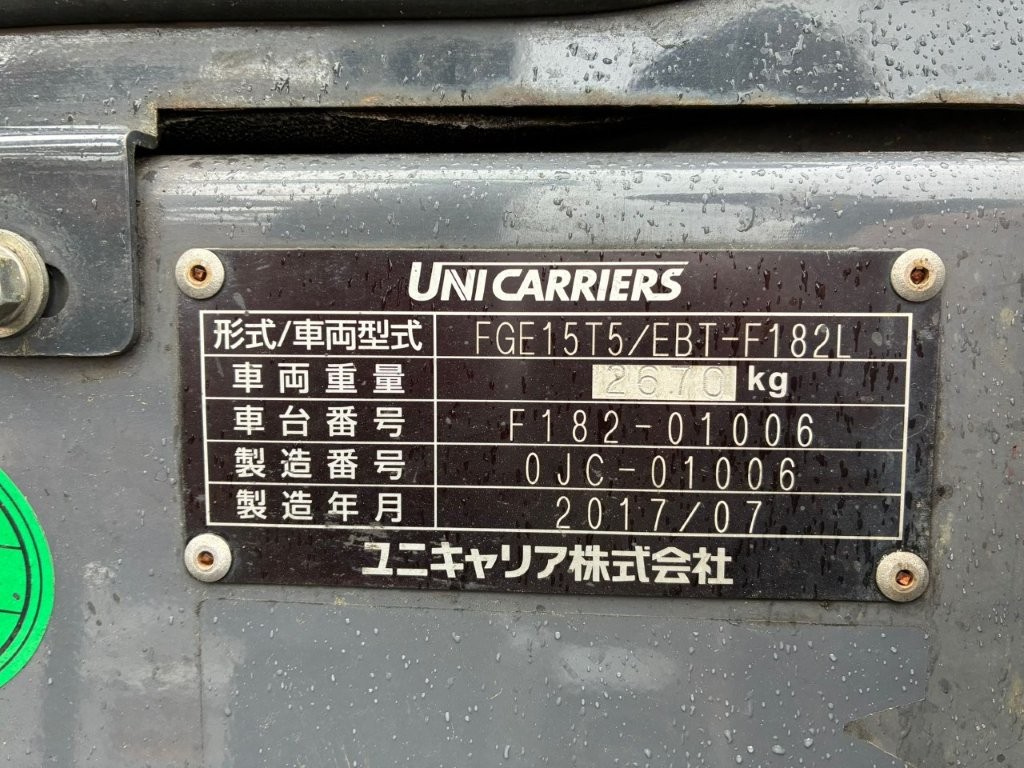 UNICARRIERS
形式/車両型式 FGE15T5/EBT-F182L
車両重量 2670 kg
車台番号 F182-01006
製造番号 0JC-01006
製造年月 2017/07
ユニキャリア株式会社